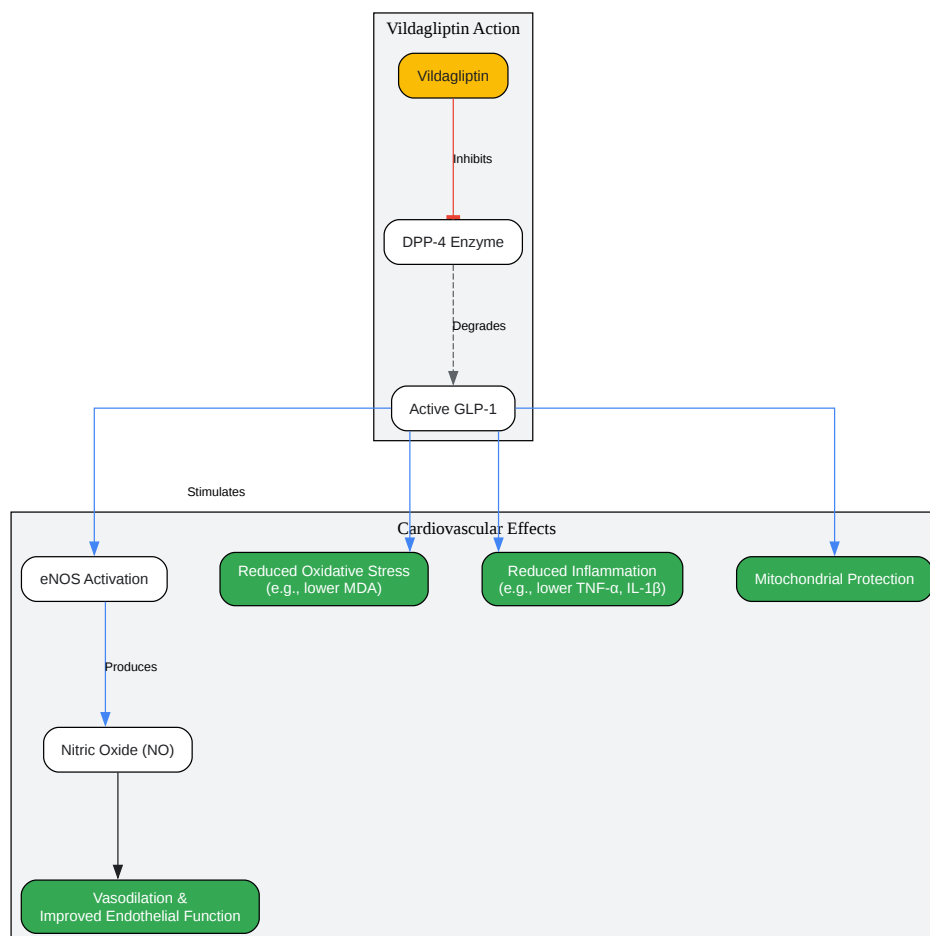 Vildagliptin Action
Vildagliptin
Inhibits
DPP-4 Enzyme
Degrades
Active GLP-1
Stimulates
Cardiovascular Effects
eNOS Activation
Reduced Oxidative Stress
(e.g., lower MDA)
Reduced Inflammation
(e.g., lower TNF-α, IL-1β)
Mitochondrial Protection
Produces
Nitric Oxide (NO)
Vasodilation &
Improved Endothelial Function